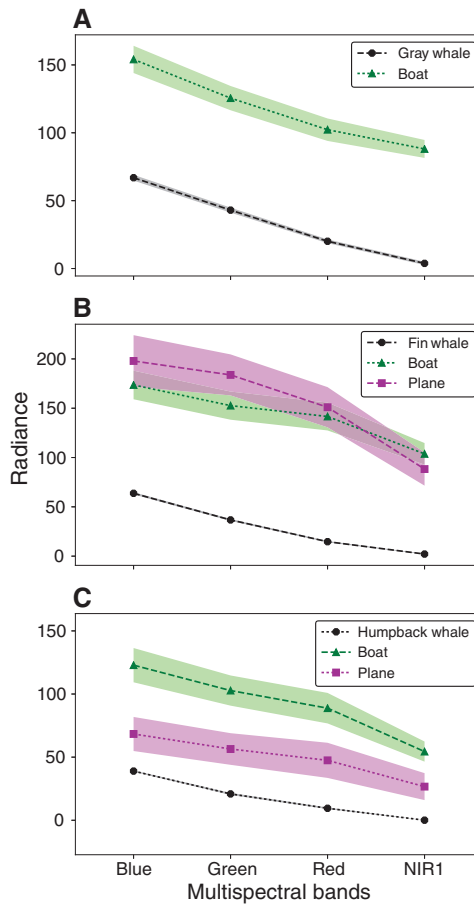 A
Gray whale
Boat
150
100
50
0
B
Fin whale
Boat
Plane
200
150
100
50
0
Radiance
C
Humpback whale
Boat
Plane
150
100
50
0
Blue Green Red NIR1
Multispectral bands